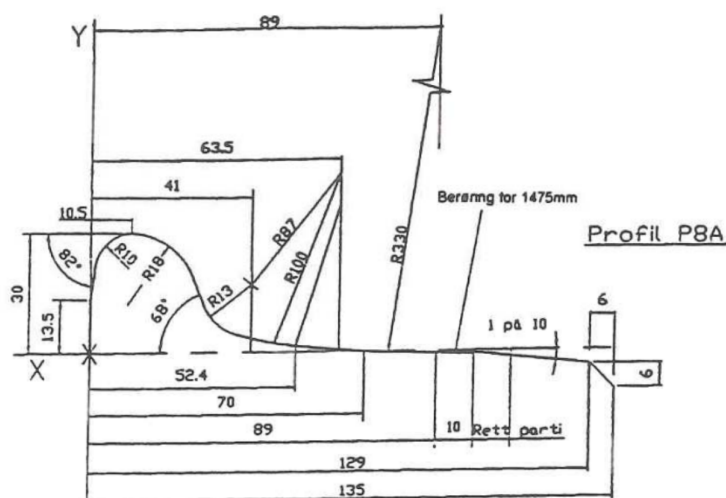 89
Y
63.5
41
10.5
R87
Berøring for 1475mm
Profil P8A
R10
R18
R100
R330
82°
30
13.5
68°
R13
1 på 10
6
X
6
52.4
70
89
10
Rett parti
129
135